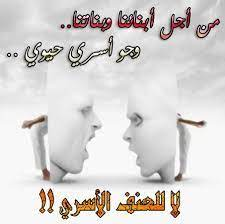 من أجل أبنائنا وبناتنا..
وجو أسري حيوي ..
لا للعنف الأسري !!